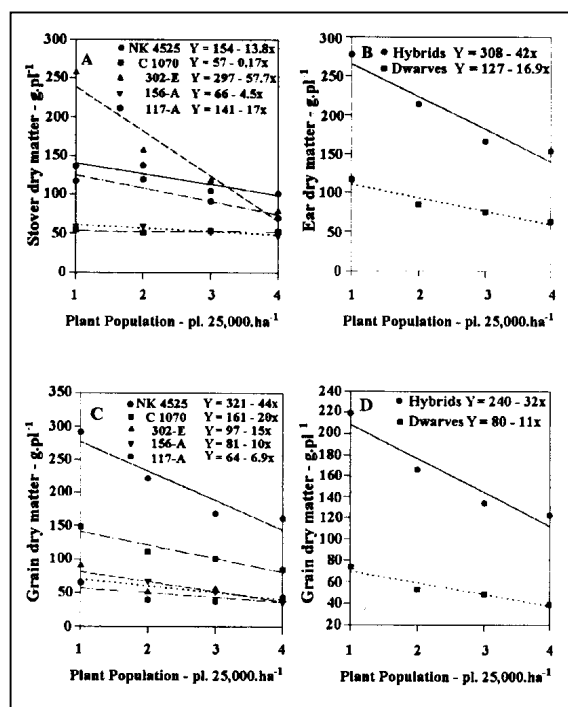 A
NK 4525 Y = 154 - 13.8x
C 1070 Y = 57 - 0.17x
302-E Y = 297 - 57.7x
156-A Y = 66 - 4.5x
117-A Y = 141 - 17x
Stover dry matter - g.pl⁻¹
300
250
200
150
100
50
0
1 2 3 4
Plant Population - pl. 25,000.ha⁻¹
B
Hybrids Y = 308 - 42x
Dwarves Y = 127 - 16.9x
Ear dry matter - g.pl⁻¹
300
250
200
150
100
50
0
1 2 3 4
Plant Population - pl. 25,000.ha⁻¹
C
NK 4525 Y = 321 - 44x
C 1070 Y = 161 - 20x
302-E Y = 97 - 15x
156-A Y = 81 - 10x
117-A Y = 64 - 6.9x
Grain dry matter - g.pl⁻¹
350
300
250
200
150
100
50
0
1 2 3 4
Plant Population - pl. 25,000.ha⁻¹
D
Hybrids Y = 240 - 32x
Dwarves Y = 80 - 11x
Grain dry matter - g.pl⁻¹
220
200
180
160
140
120
100
80
60
40
20
1 2 3 4
Plant Population - pl. 25,000.ha⁻¹